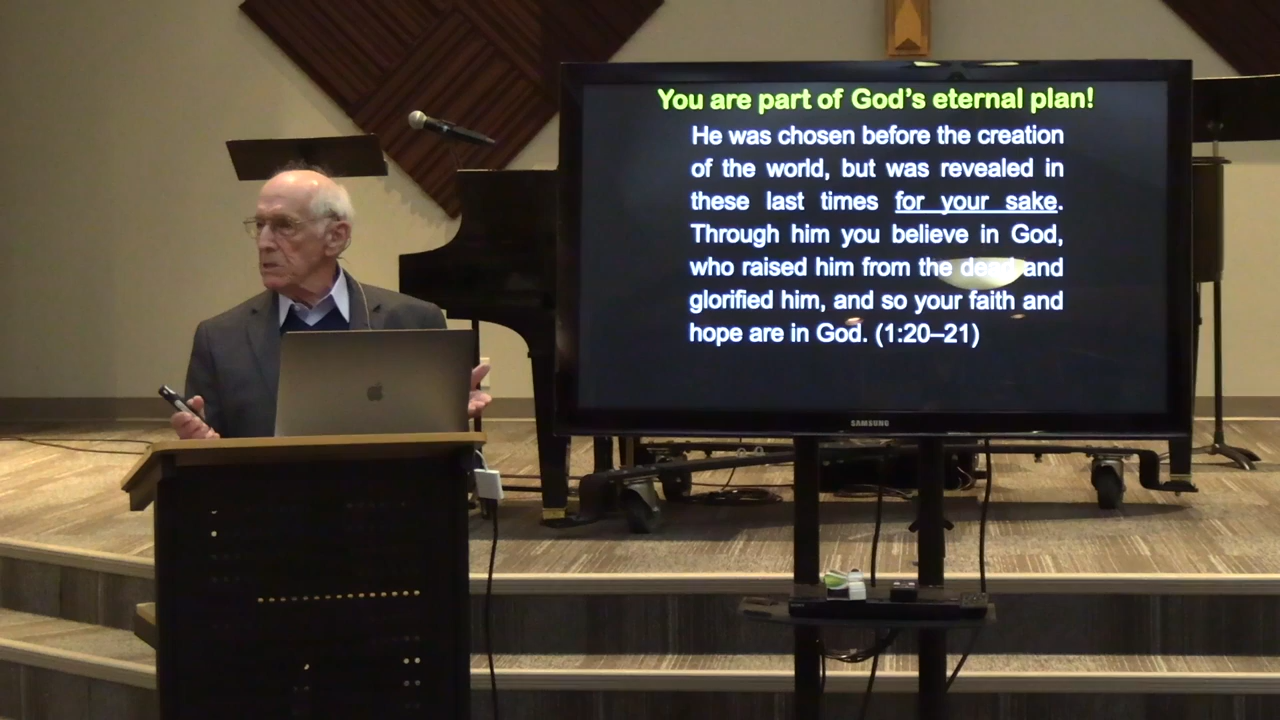 You are part of God's eternal plan!
He was chosen before the creation
of the world, but was revealed in
these last times for your sake.
Through him you believe in God,
who raised him from the dead and
glorified him, and so your faith and
hope are in God. (1:20–21)
SAMSUNG